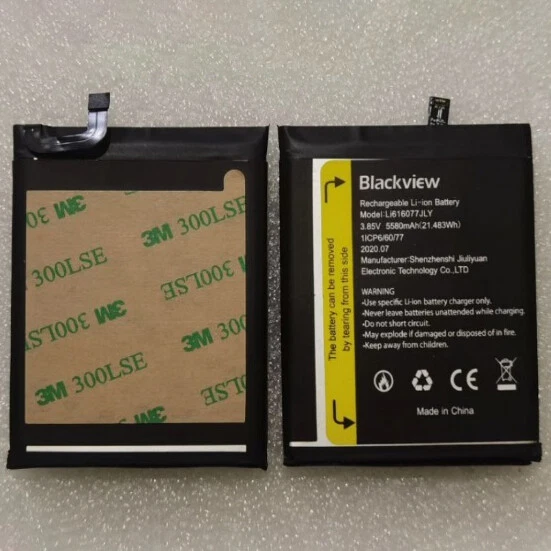 3M
3M 300LSE
300LSE
300LSE
3M
3M
300
3M 300LSE
300LSE
3M
Blackview
Rechargeable Li-ion Battery
Model:Li616077JLY
3.85V 5580mAh(21.483Wh)
1ICP6/60/77
2020.07
Manufacturer:Shenzhenshi Jiuliyuan
Electronic Technology Co.,LTD
The battery can be removed
by tearing from this side
WARNING
•Use specific Li-ion battery charger only.
•Never leave batteries unattended while charging.
•Do not short circuit.
•May explode if damaged or disposed of in fire.
•Keep away from children.
CE
Made in China